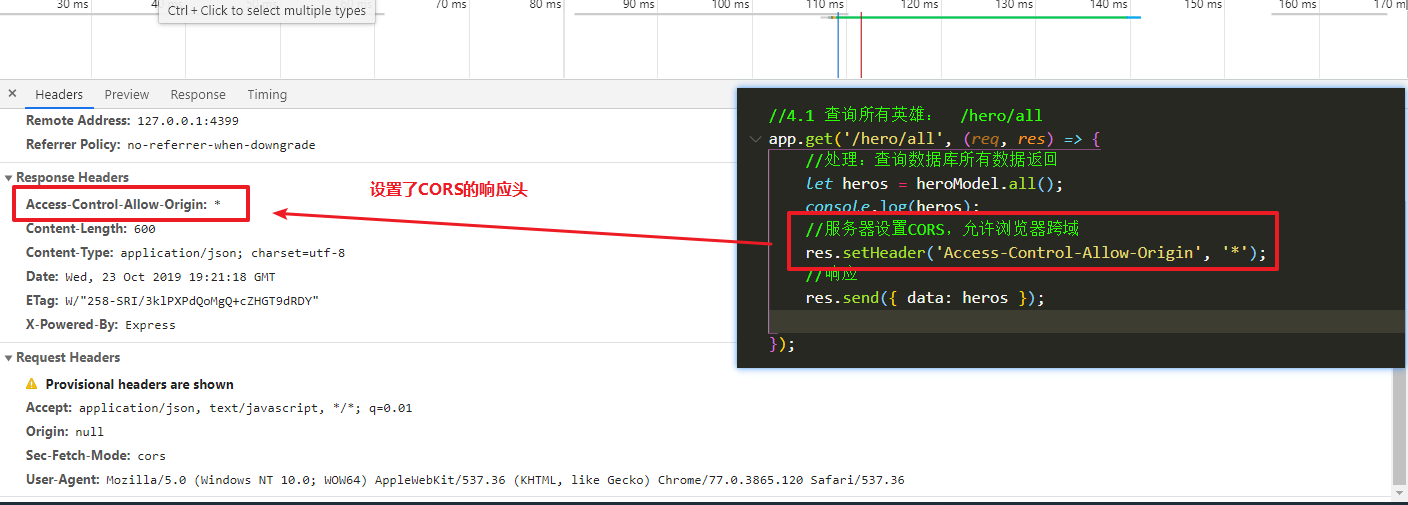 30 ms
40
Ctrl + Click to select multiple types
70 ms
80 ms
90 ms
100 ms
110 ms
120 ms
130 ms
140 ms
150 ms
160 ms
170 m
× Headers Preview Response Timing
Remote Address: 127.0.0.1:4399
Referrer Policy: no-referrer-when-downgrade
Response Headers
Access-Control-Allow-Origin: *
Content-Length: 600
Content-Type: application/json; charset=utf-8
Date: Wed, 23 Oct 2019 19:21:18 GMT
ETag: W/"258-SRI/3klPXPdQoMgQ+cZHGT9dRDY"
X-Powered-By: Express
Request Headers
Provisional headers are shown
Accept: application/json, text/javascript, */*; q=0.01
Origin: null
Sec-Fetch-Mode: cors
User-Agent: Mozilla/5.0 (Windows NT 10.0; WOW64) AppleWebKit/537.36 (KHTML, like Gecko) Chrome/77.0.3865.120 Safari/537.36
设置了CORS的响应头
//4.1 查询所有英雄： /hero/all
app.get('/hero/all', (req, res) => {
//处理：查询数据库所有数据返回
let heros = heroModel.all();
console.log(heros);
//服务器设置CORS，允许浏览器跨域
res.setHeader('Access-Control-Allow-Origin', '*');
//响应
res.send({ data: heros });
});